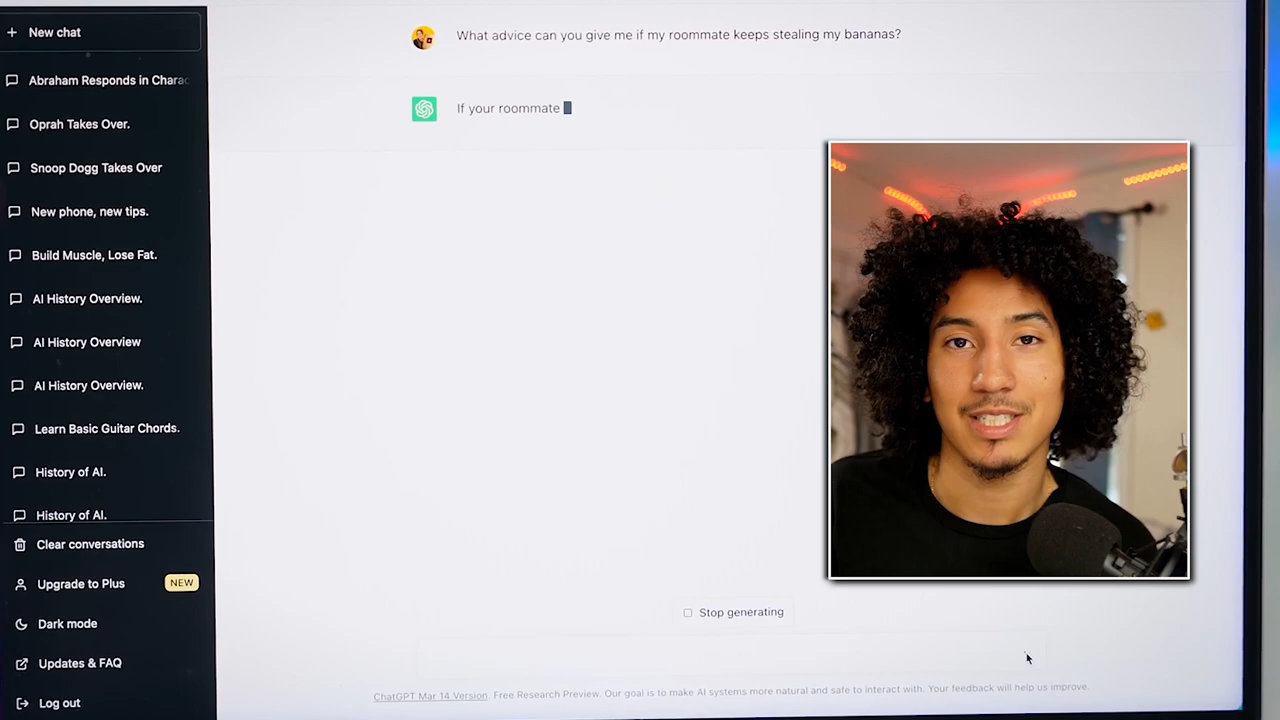 New chat
Abraham Responds in Charac
Oprah Takes Over.
Snoop Dogg Takes Over
New phone, new tips.
Build Muscle, Lose Fat.
AI History Overview.
AI History Overview
AI History Overview.
Learn Basic Guitar Chords.
History of AI.
History of AI.
Clear conversations
Upgrade to Plus NEW
Dark mode
Updates & FAQ
Log out
What advice can you give me if my roommate keeps stealing my bananas?
If your roommate
Stop generating
ChatGPT Mar 14 Version. Free Research Preview. Our goal is to make AI systems more natural and safe to interact with. Your feedback will help us improve.